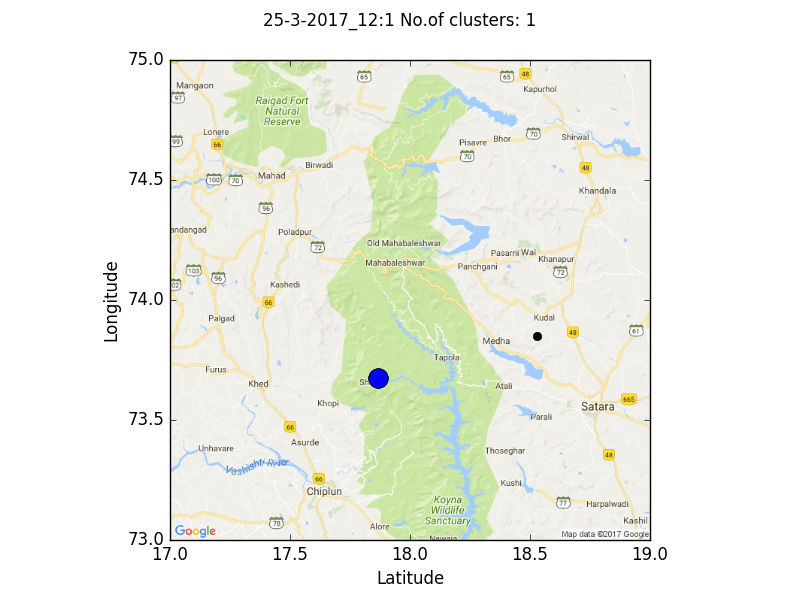 25-3-2017_12:1 No.of clusters: 1
75.0
74.5
74.0
73.5
73.0
Longitude
17.0 17.5 18.0 18.5 19.0
Latitude
65
65
48
Mangaon
Kapurhol
97
Raigad Fort
Natural
Reserve
Lonere
99
66
Pisavre
Bhor
70
Shirwal
70
Birwadi
48
100
70
Mahad
Khandala
96
andangad
Poladpur
72
Old Mahabaleshwar
Pasarni
Wai
Mahabaleshwar
Panchgani
Khanapur
72
103
96
02
Kashedi
66
Palgad
Kudal
48
61
Medha
Tapola
Furus
Khed
Sh
Atali
Khopi
665
Satara
Parali
66
Asurde
Unhavare
Thoseghar
48
Vashishti River
66
Chiplun
Kushi
77
Harpalwadi
Koyna
Wildlife
Sanctuary
78
Alore
Kashil
Nawaja
Google
Map data ©2017 Google